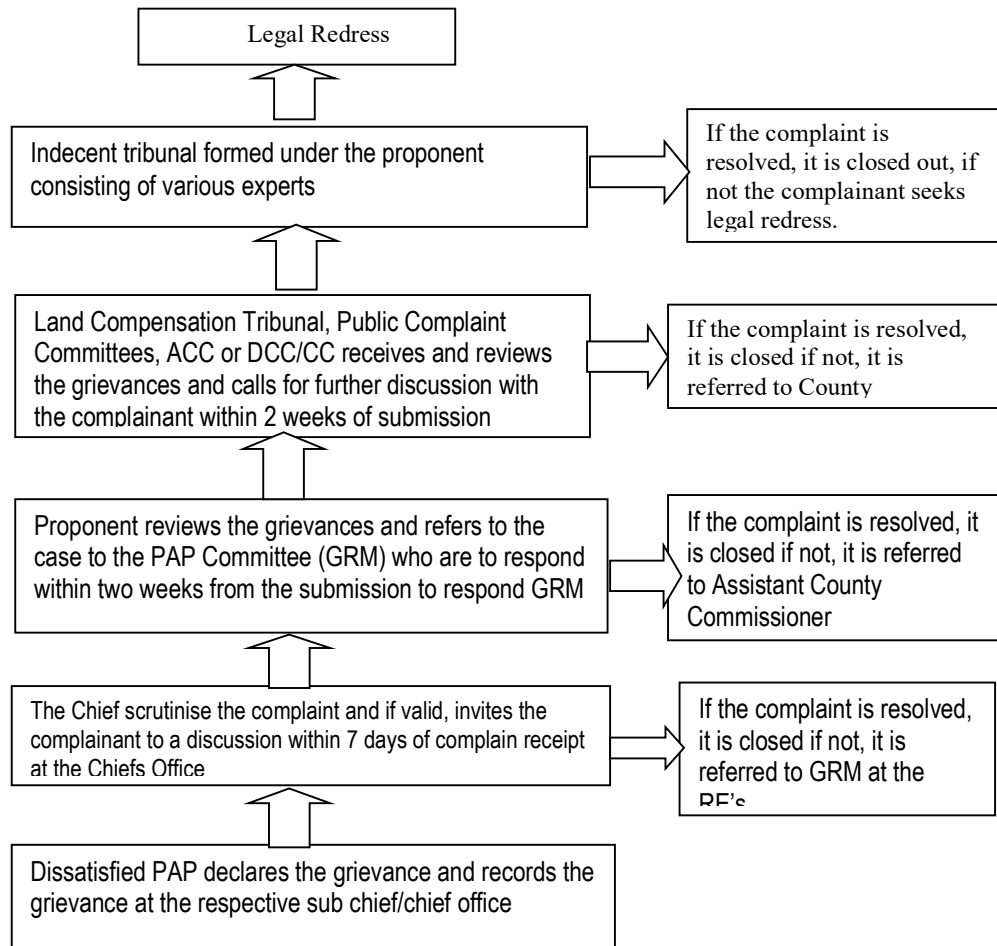 Legal Redress
Indecent tribunal formed under the proponent
consisting of various experts
If the complaint is
resolved, it is closed out, if
not the complainant seeks
legal redress.
Land Compensation Tribunal, Public Complaint
Committees, ACC or DCC/CC receives and reviews
the grievances and calls for further discussion with
the complainant within 2 weeks of submission
If the complaint is resolved,
it is closed if not, it is
referred to County
Proponent reviews the grievances and refers to the
case to the PAP Committee (GRM) who are to respond
within two weeks from the submission to respond GRM
If the complaint is resolved, it
is closed if not, it is referred
to Assistant County
Commissioner
The Chief scrutinise the complaint and if valid, invites the
complainant to a discussion within 7 days of complain receipt
at the Chiefs Office
If the complaint is resolved,
it is closed if not, it is
referred to GRM at the
RE's
Dissatisfied PAP declares the grievance and records the
grievance at the respective sub chief/chief office